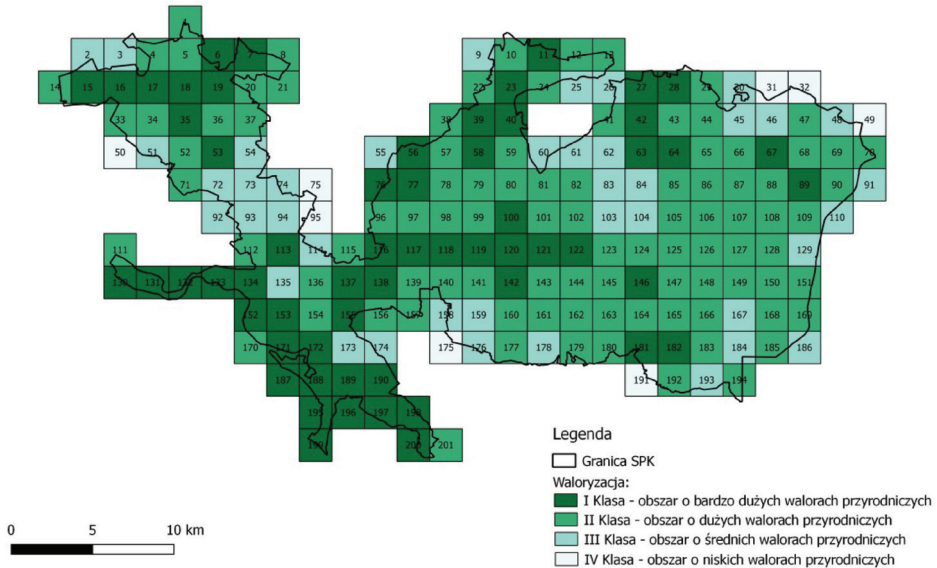 2 3 4 5 6 7 8 9 10 11 12 13
14 15 16 17 18 19 20 21 22 23 24 25 26 27 28 29 30 31 32
33 34 35 36 37 38 39 40 41 42 43 44 45 46 47 48 49
50 51 52 53 54 55 56 57 58 59 60 61 62 63 64 65 66 67 68 69 70
71 72 73 74 75 76 77 78 79 80 81 82 83 84 85 86 87 88 89 90 91
92 93 94 95 96 97 98 99 100 101 102 103 104 105 106 107 108 109 110
111 112 113 114 115 116 117 118 119 120 121 122 123 124 125 126 127 128 129
130 131 132 133 134 135 136 137 138 139 140 141 142 143 144 145 146 147 148 149 150 151
152 153 154 155 156 157 158 159 160 161 162 163 164 165 166 167 168 169
170 171 172 173 174 175 176 177 178 179 180 181 182 183 184 185 186
187 188 189 190 191 192 193 194
195 196 197 198
199 200 201
Legenda
Granica SPK
Waloryzacja:
I Klasa - obszar o bardzo dużych walorach przyrodniczych
II Klasa - obszar o dużych walorach przyrodniczych
III Klasa - obszar o średnich walorach przyrodniczych
IV Klasa - obszar o niskich walorach przyrodniczych
0 5 10 km